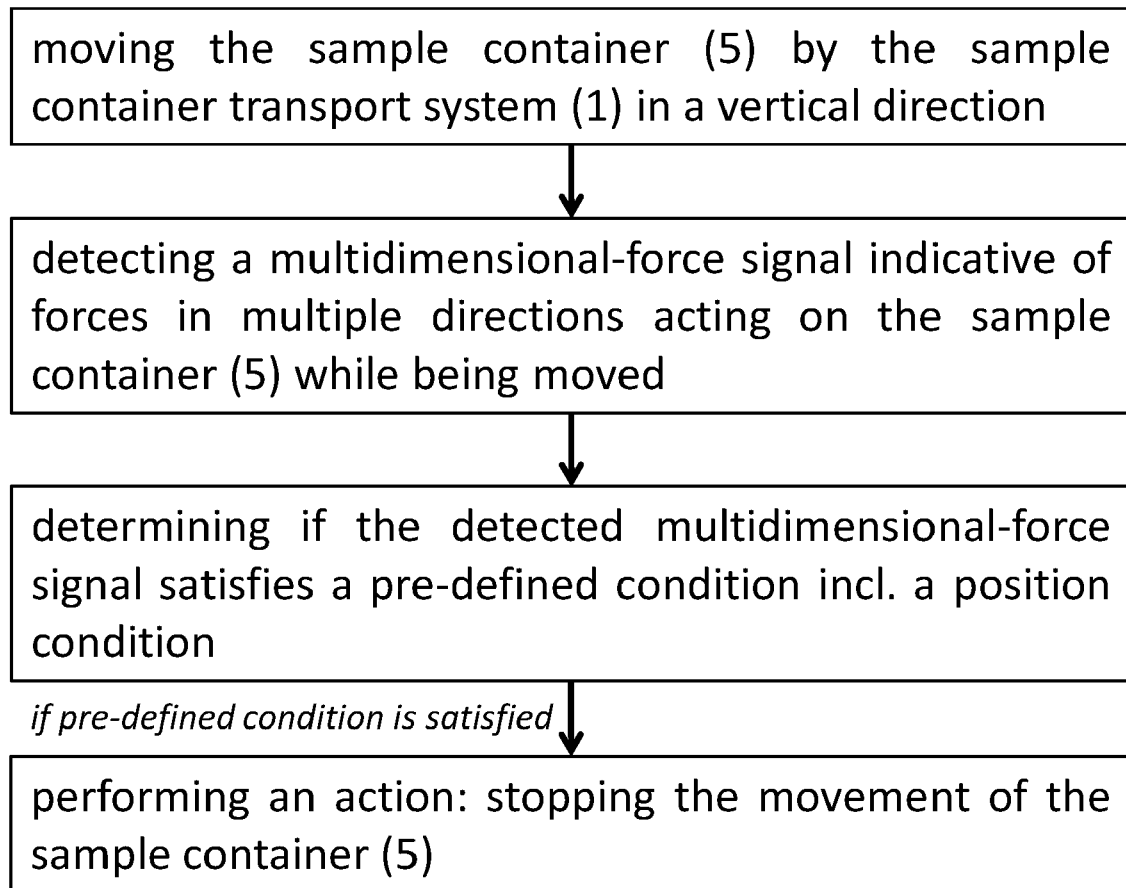 moving the sample container (5) by the sample
container transport system (1) in a vertical direction
detecting a multidimensional-force signal indicative of
forces in multiple directions acting on the sample
container (5) while being moved
determining if the detected multidimensional-force
signal satisfies a pre-defined condition incl. a position
condition
if pre-defined condition is satisfied
performing an action: stopping the movement of the
sample container (5)